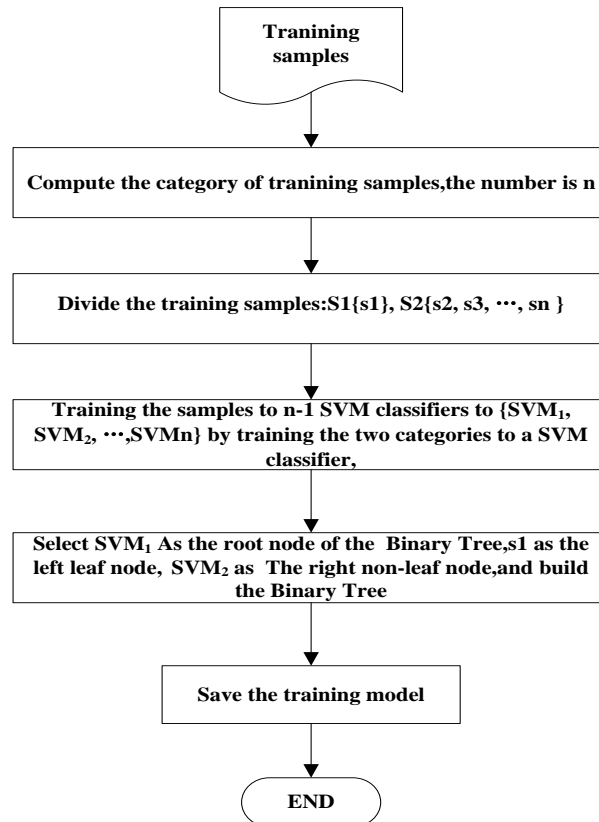 Tranining
samples
Compute the category of tranining samples,the number is n
Divide the training samples:S1{s1}, S2{s2, s3, ⋯, sn }
Training the samples to n-1 SVM classifiers to {SVM₁,
SVM₂, ⋯,SVMn} by training the two categories to a SVM
classifier,
Select SVM₁ As the root node of the Binary Tree,s1 as the
left leaf node, SVM₂ as The right non-leaf node,and build
the Binary Tree
Save the training model
END